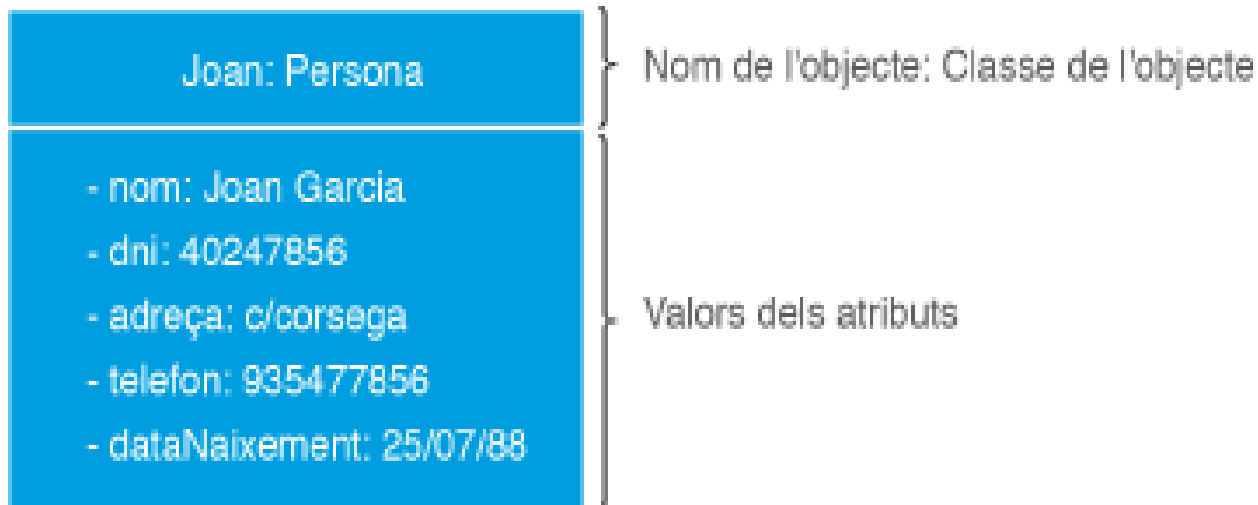 Joan: Persona
Nom de l'objecte: Classe de l'objecte
- nom: Joan Garcia
- dni: 40247856
- adreça: c/corsega
- telefon: 935477856
- dataNaixement: 25/07/88
Valors dels atributs